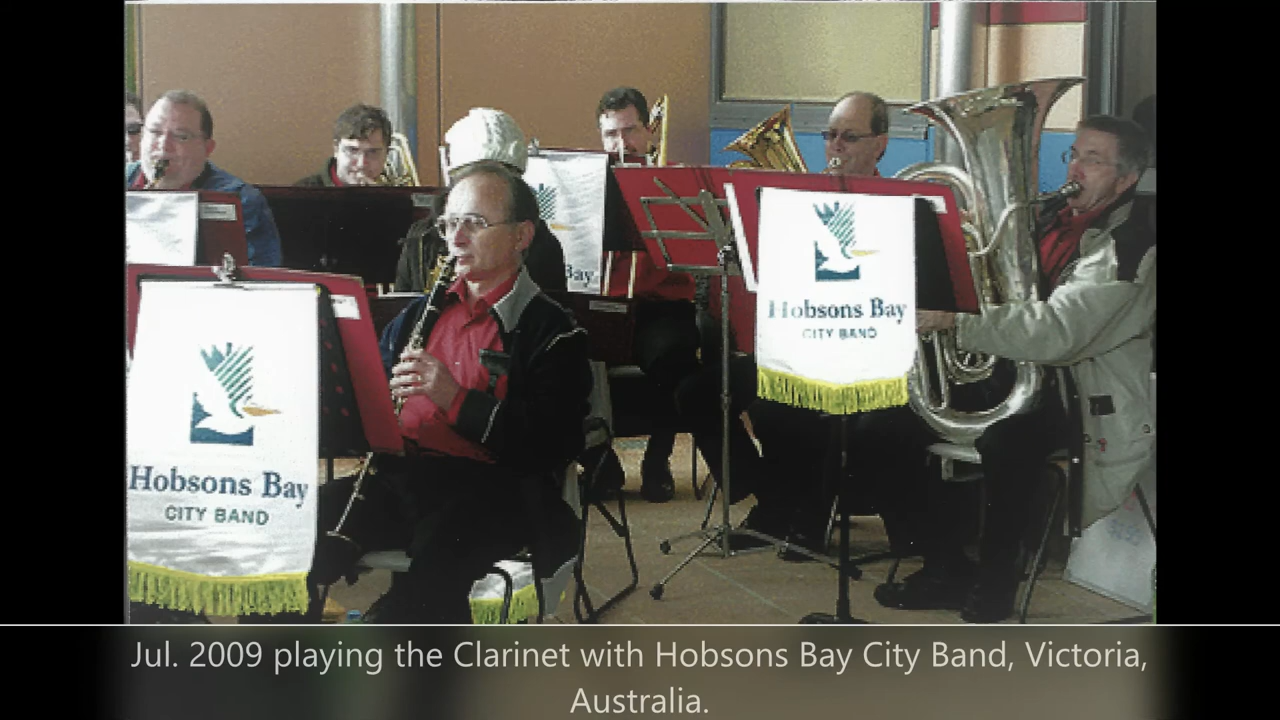 Hobsons Bay
CITY BAND
Bay
Hobsons Bay
CITY BAND
Jul. 2009 playing the Clarinet with Hobsons Bay City Band, Victoria,
Australia.